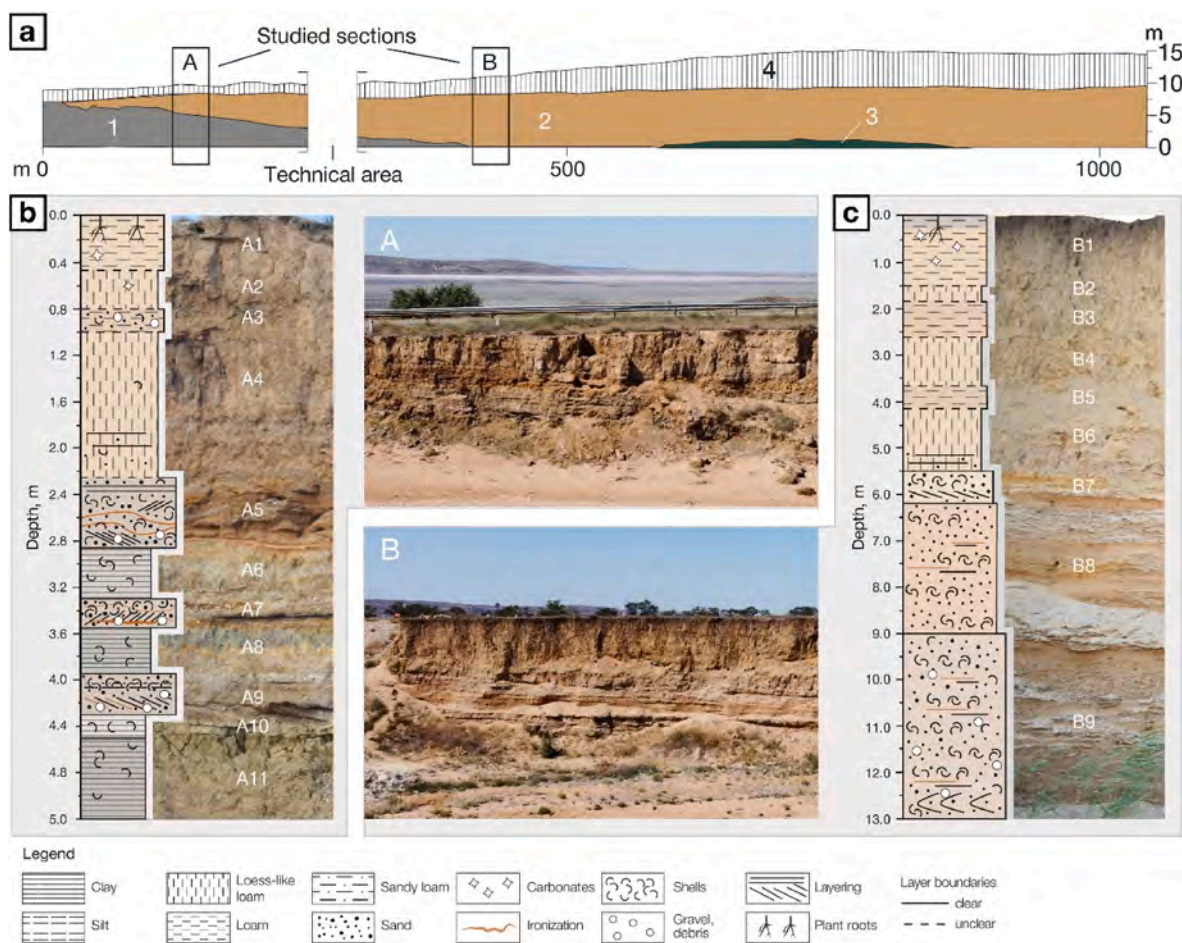 a
Studied sections
A
B
m
15
10
5
0
1
2
3
4
m 0
Technical area
500
1000
b
0.0
0.4
0.8
1.2
1.6
2.0
2.4
2.8
3.2
3.6
4.0
4.4
4.8
5.0
Depth, m
A1
A2
A3
A4
A5
A6
A7
A8
A9
A10
A11
A
B
c
0.0
1.0
2.0
3.0
4.0
5.0
6.0
7.0
8.0
9.0
10.0
11.0
12.0
13.0
Depth, m
B1
B2
B3
B4
B5
B6
B7
B8
B9
Legend
Clay
Silt
Loess-like
loam
Loam
Sandy loam
Sand
Carbonates
Ironization
Shells
Gravel,
debris
Layering
Plant roots
Layer boundaries
clear
unclear